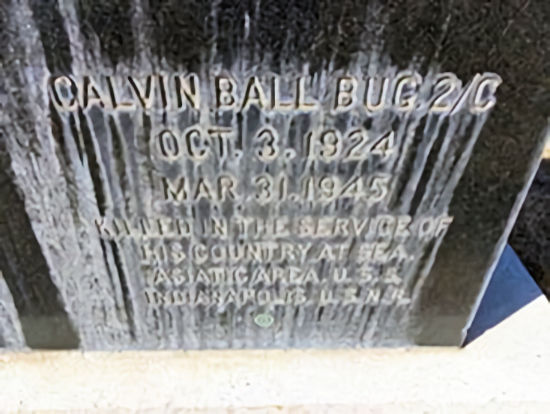 CALVIN BALL BUG.2/C
OCT. 3. 1924
MAR. 31. 1945
KILLED IN THE SERVICE OF
HIS COUNTRY AT SEA.
ASIATIC AREA, U.S.S.
INDIANAPOLIS, U.S.N.R.